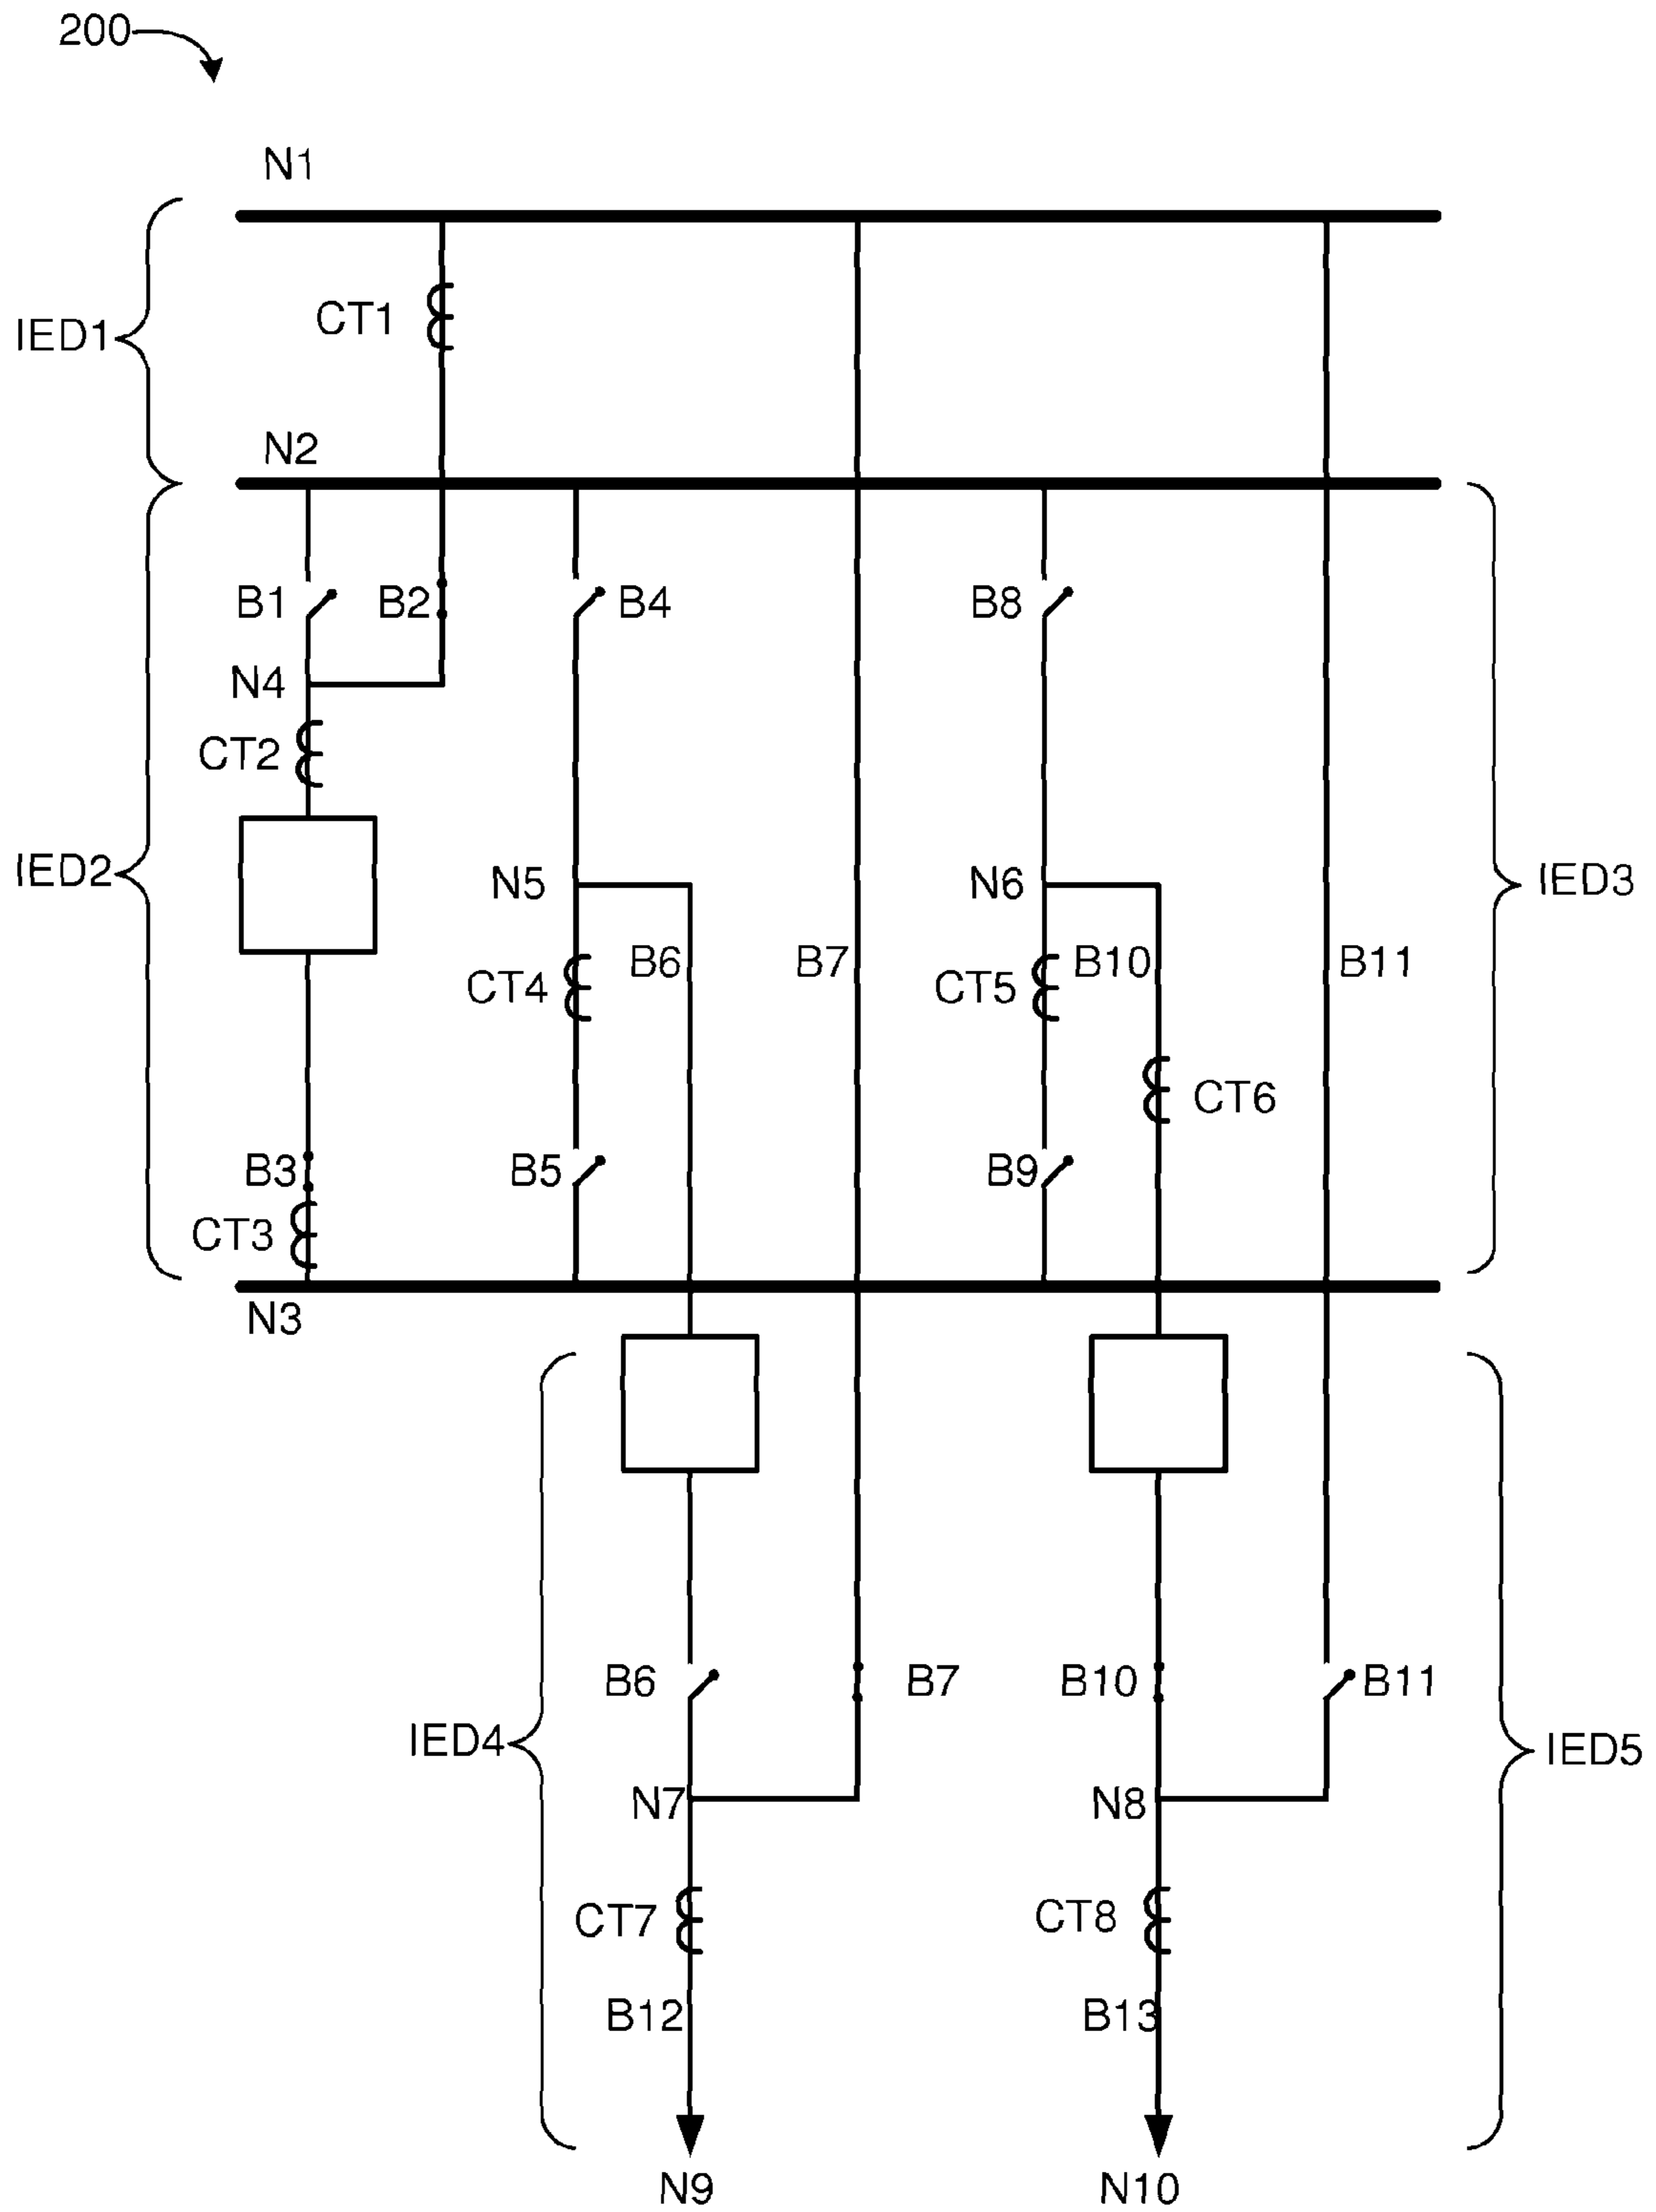 200
N1
CT1
IED1
N2
B1
B2
B4
B8
N4
CT2
IED2
N5
N6
IED3
B6
B7
B10
B11
CT4
CT5
CT6
B3
B5
B9
CT3
N3
B6
B7
B10
B11
IED4
IED5
N7
N8
CT7
CT8
B12
B13
N9
N10